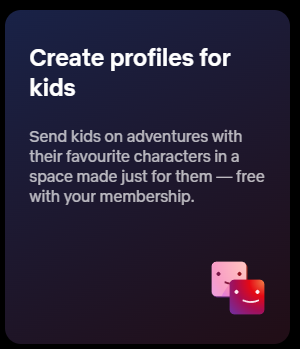 Create profiles for
kids
Send kids on adventures with
their favourite characters in a
space made just for them — free
with your membership.